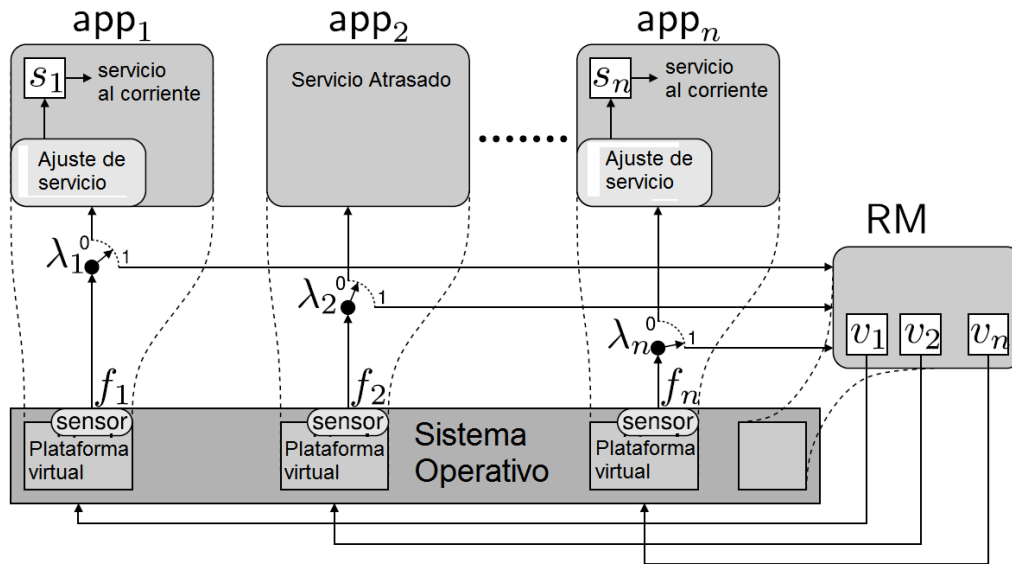 app₁
app₂
appₙ
s₁
servicio
al corriente
Servicio Atrasado
sₙ
servicio
al corriente
Ajuste de
servicio
Ajuste de
servicio
RM
λ₁
0
1
λ₂
0
1
λₙ
0
1
v₁
v₂
vₙ
f₁
f₂
fₙ
sensor
sensor
sensor
Plataforma
virtual
Plataforma
virtual
Sistema
Operativo
Plataforma
virtual